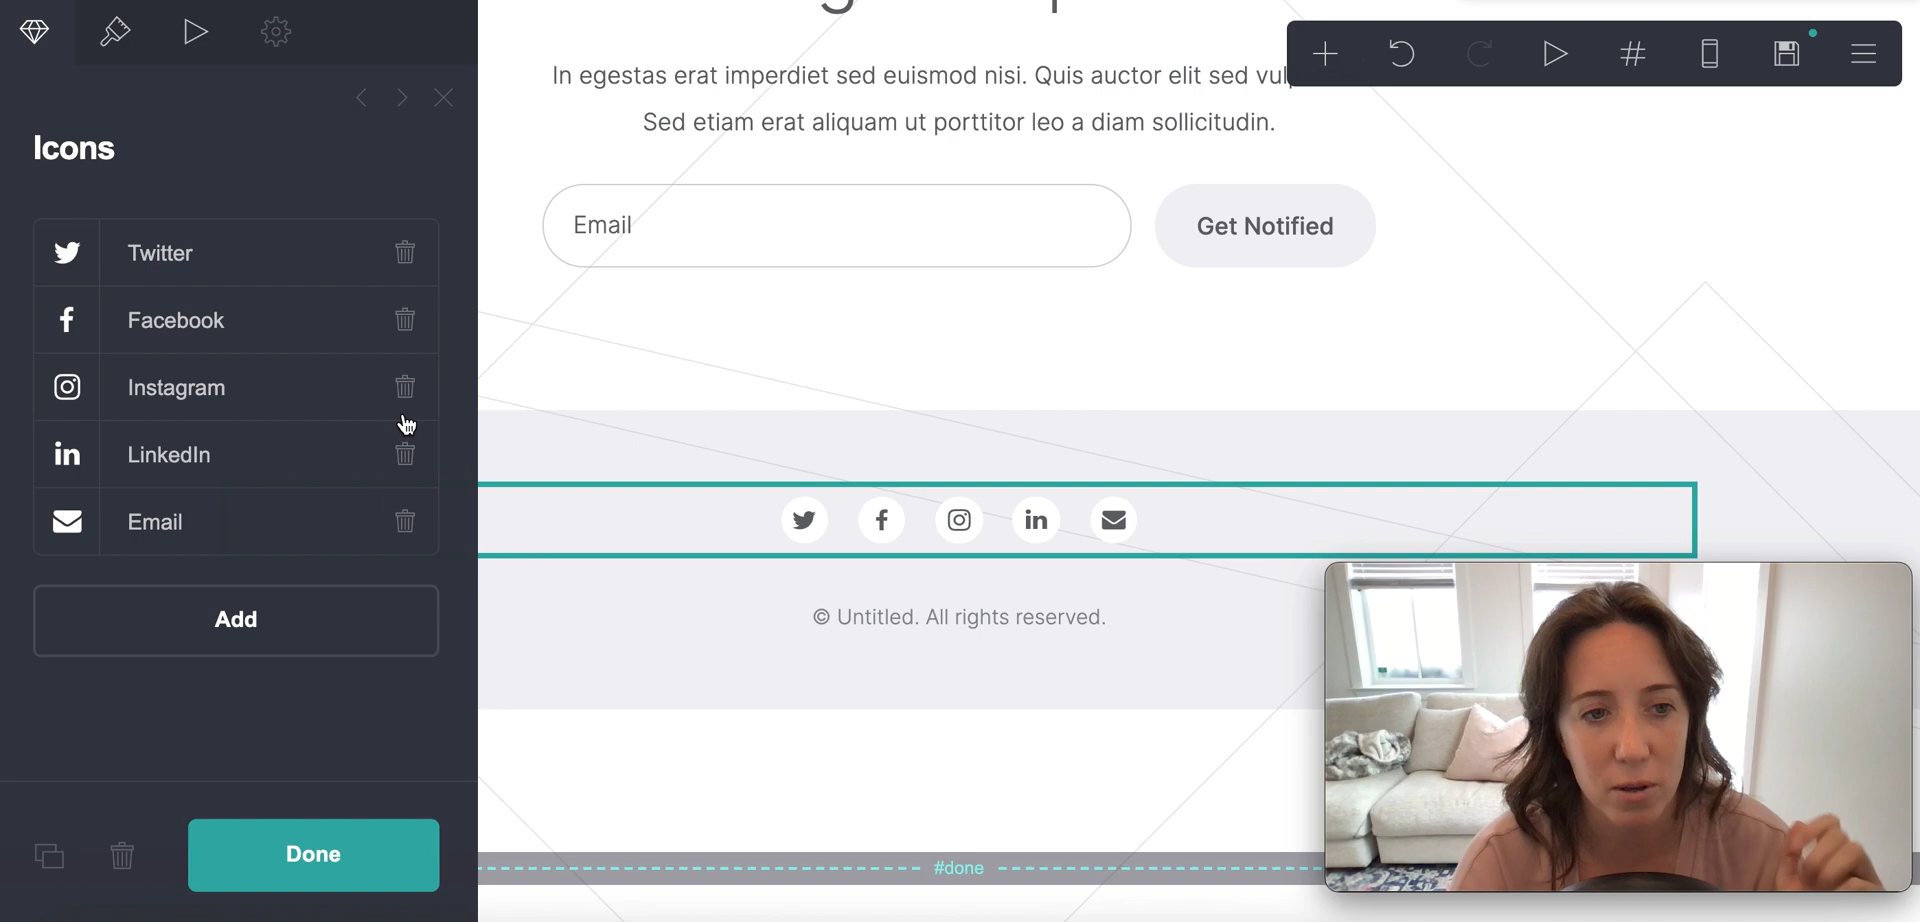 Icons
Twitter
Facebook
Instagram
LinkedIn
Email
Add
Done
In egestas erat imperdiet sed euismod nisi. Quis auctor elit sed
Sed etiam erat aliquam ut porttitor leo a diam sollicitudin.
Email
Get Notified
© Untitled. All rights reserved.
#done